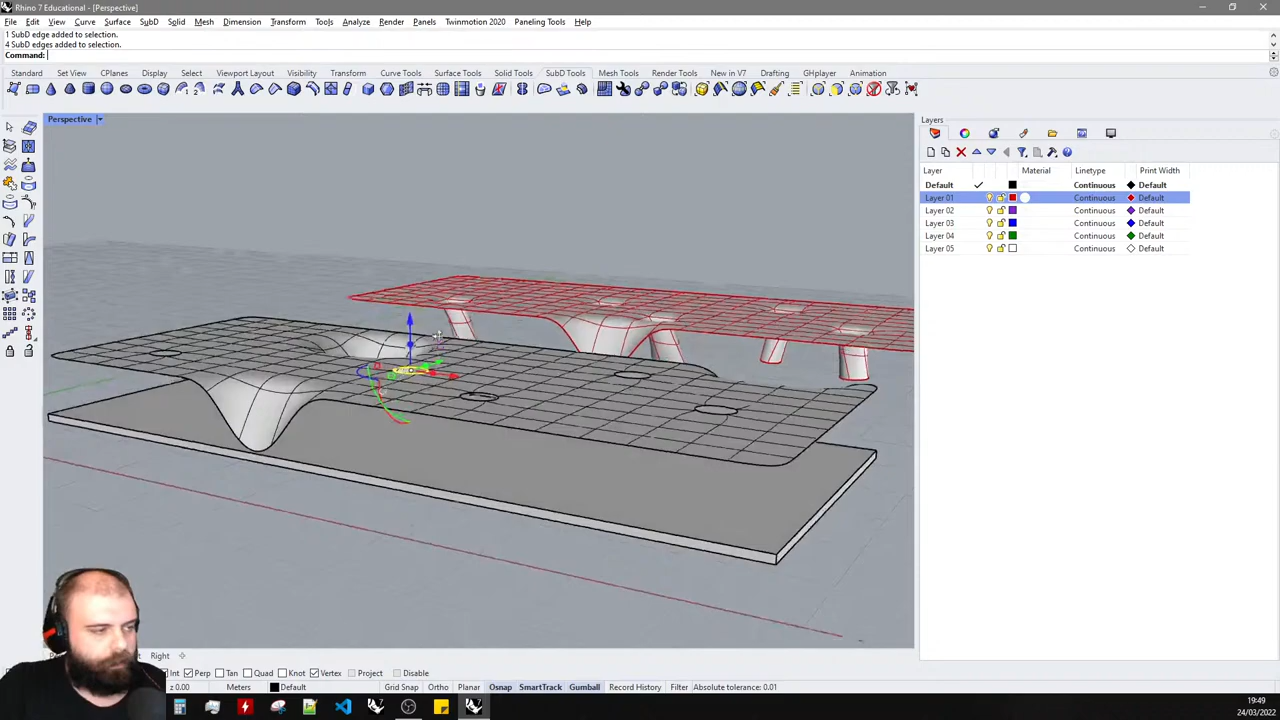 Rhino 7 Educational - [Perspective]
File Edit View Curve Surface SubD Solid Mesh Dimension Transform Tools Analyze Render Panels Twinmotion 2020 Paneling Tools Help
1 SubD edge added to selection.
4 SubD edges added to selection.
Command:
Standard Set View CPlanes Display Select Viewport Layout Visibility Transform Curve Tools Surface Tools Solid Tools SubD Tools Mesh Tools Render Tools New in V7 Drafting GHplayer Animation
Perspective
Layers
Layer Material Linetype Print Width
Default Continuous Default
Layer 01 Continuous Default
Layer 02 Continuous Default
Layer 03 Continuous Default
Layer 04 Continuous Default
Layer 05 Continuous Default
Right
Int Perp Tan Quad Knot Vertex Project Disable
z 0.00 Meters Default Grid Snap Ortho Planar Osnap SmartTrack Gumball Record History Filter Absolute tolerance: 0.01
19:49
24/03/2022